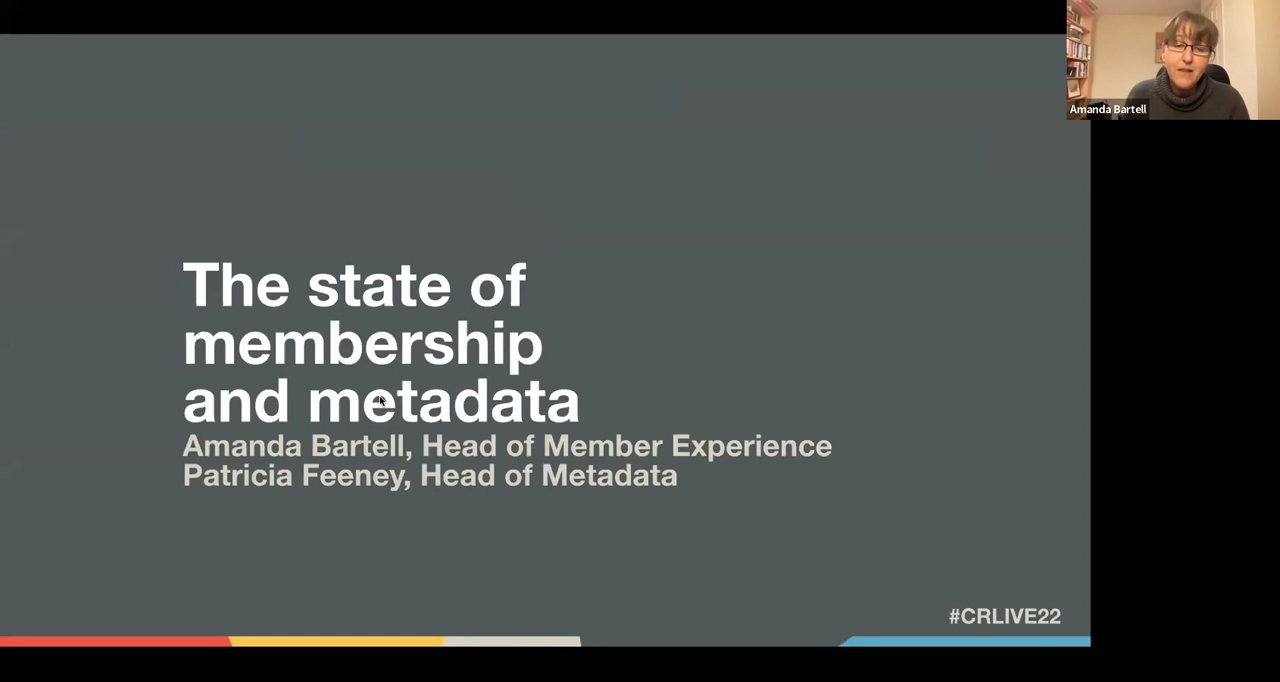 Amanda Bartell
The state of
membership
and metadata
Amanda Bartell, Head of Member Experience
Patricia Feeney, Head of Metadata
#CRLIVE22